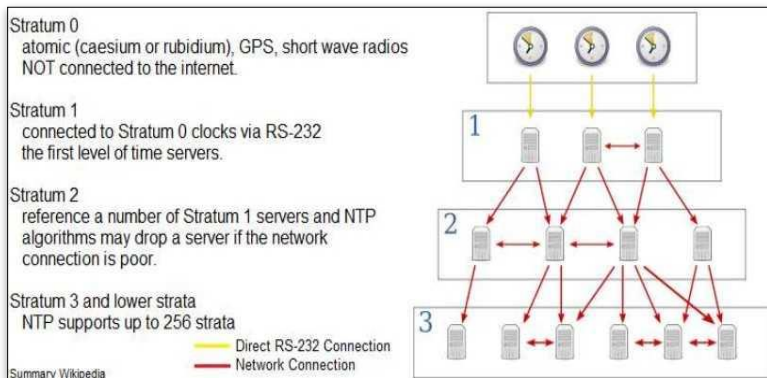 Stratum 0
atomic (caesium or rubidium), GPS, short wave radios
NOT connected to the internet.
Stratum 1
connected to Stratum 0 clocks via RS-232
the first level of time servers.
Stratum 2
reference a number of Stratum 1 servers and NTP
algorithms may drop a server if the network
connection is poor.
Stratum 3 and lower strata
NTP supports up to 256 strata
Direct RS-232 Connection
Network Connection
Summary Wikipedia
1
2
3